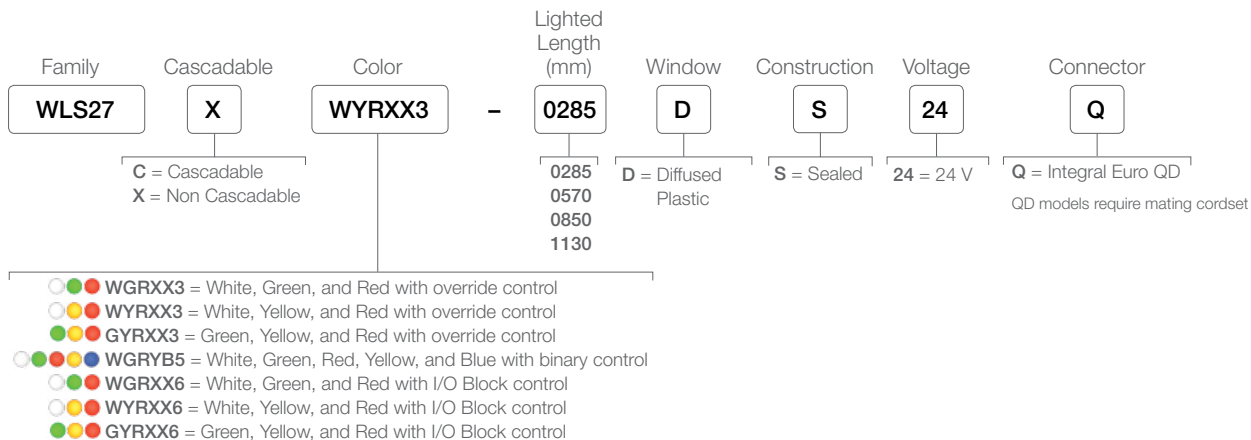 Family
Cascadable
Color
Lighted
Length
(mm)
Window
Construction
Voltage
Connector
WLS27
X
WYRXX3
–
0285
D
S
24
Q
C = Cascadable
X = Non Cascadable
0285
0570
0850
1130
D = Diffused
Plastic
S = Sealed
24 = 24 V
Q = Integral Euro QD
QD models require mating cordset
WGRXX3 = White, Green, and Red with override control
WYRXX3 = White, Yellow, and Red with override control
GYRXX3 = Green, Yellow, and Red with override control
WGRYB5 = White, Green, Red, Yellow, and Blue with binary control
WGRXX6 = White, Green, and Red with I/O Block control
WYRXX6 = White, Yellow, and Red with I/O Block control
GYRXX6 = Green, Yellow, and Red with I/O Block control